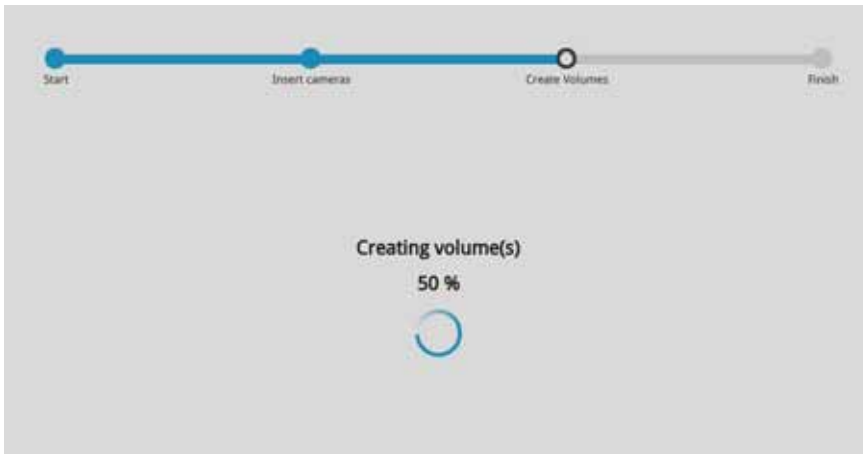 Start
Insert cameras
Create Volumes
Finish
Creating volume(s)
50 %